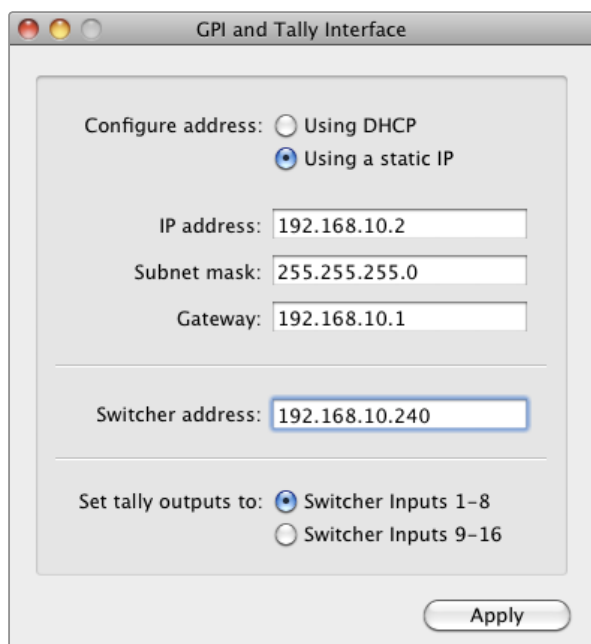 GPI and Tally Interface
Configure address: Using DHCP
Using a static IP
IP address: 192.168.10.2
Subnet mask: 255.255.255.0
Gateway: 192.168.10.1
Switcher address: 192.168.10.240
Set tally outputs to: Switcher Inputs 1-8
Switcher Inputs 9-16
Apply